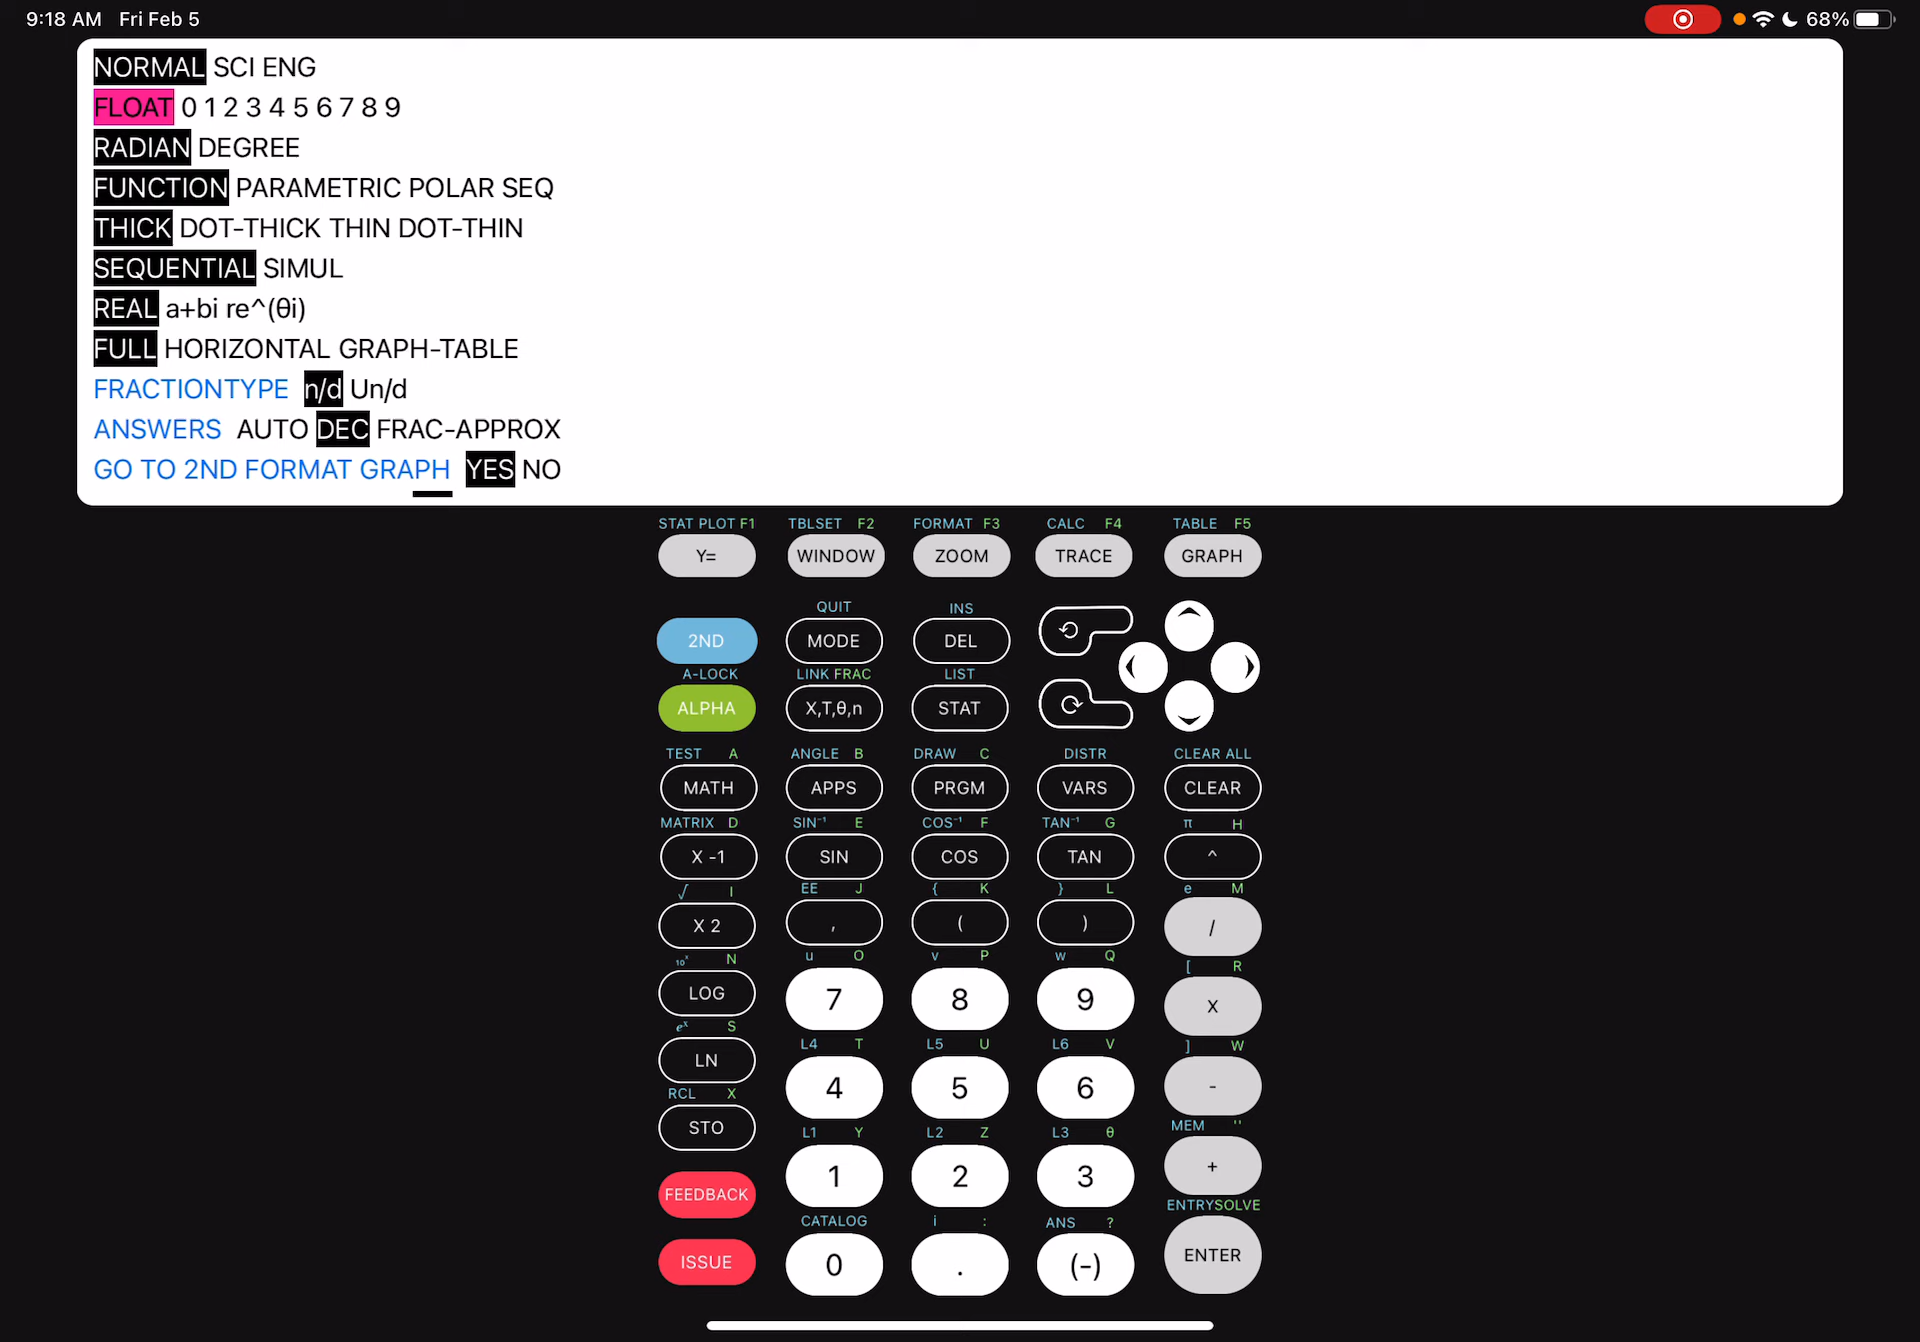 9:18 AM Fri Feb 5 68%
NORMAL SCI ENG
FLOAT 0 1 2 3 4 5 6 7 8 9
RADIAN DEGREE
FUNCTION PARAMETRIC POLAR SEQ
THICK DOT-THICK THIN DOT-THIN
SEQUENTIAL SIMUL
REAL a+bi re^(θi)
FULL HORIZONTAL GRAPH-TABLE
FRACTIONTYPE n/d Un/d
ANSWERS AUTO DEC FRAC-APPROX
GO TO 2ND FORMAT GRAPH YES NO
STAT PLOT F1 TBLSET F2 FORMAT F3 CALC F4 TABLE F5
Y= WINDOW ZOOM TRACE GRAPH
QUIT INS
2ND MODE DEL
A-LOCK LINK FRAC LIST
ALPHA X,T,θ,n STAT
TEST A ANGLE B DRAW C DISTR CLEAR ALL
MATH APPS PRGM VARS CLEAR
MATRIX D SIN⁻¹ E COS⁻¹ F TAN⁻¹ G π H
X -1 SIN COS TAN ^
√ I EE J { K } L e M
X 2 , ( ) /
10ˣ N u O v P w Q [ R
LOG 7 8 9 X
eˣ S L4 T L5 U L6 V ] W
LN 4 5 6 -
RCL X L1 Y L2 Z L3 θ MEM "
STO 1 2 3 +
FEEDBACK CATALOG i : ANS ? ENTRYSOLVE
ISSUE 0 . (-) ENTER